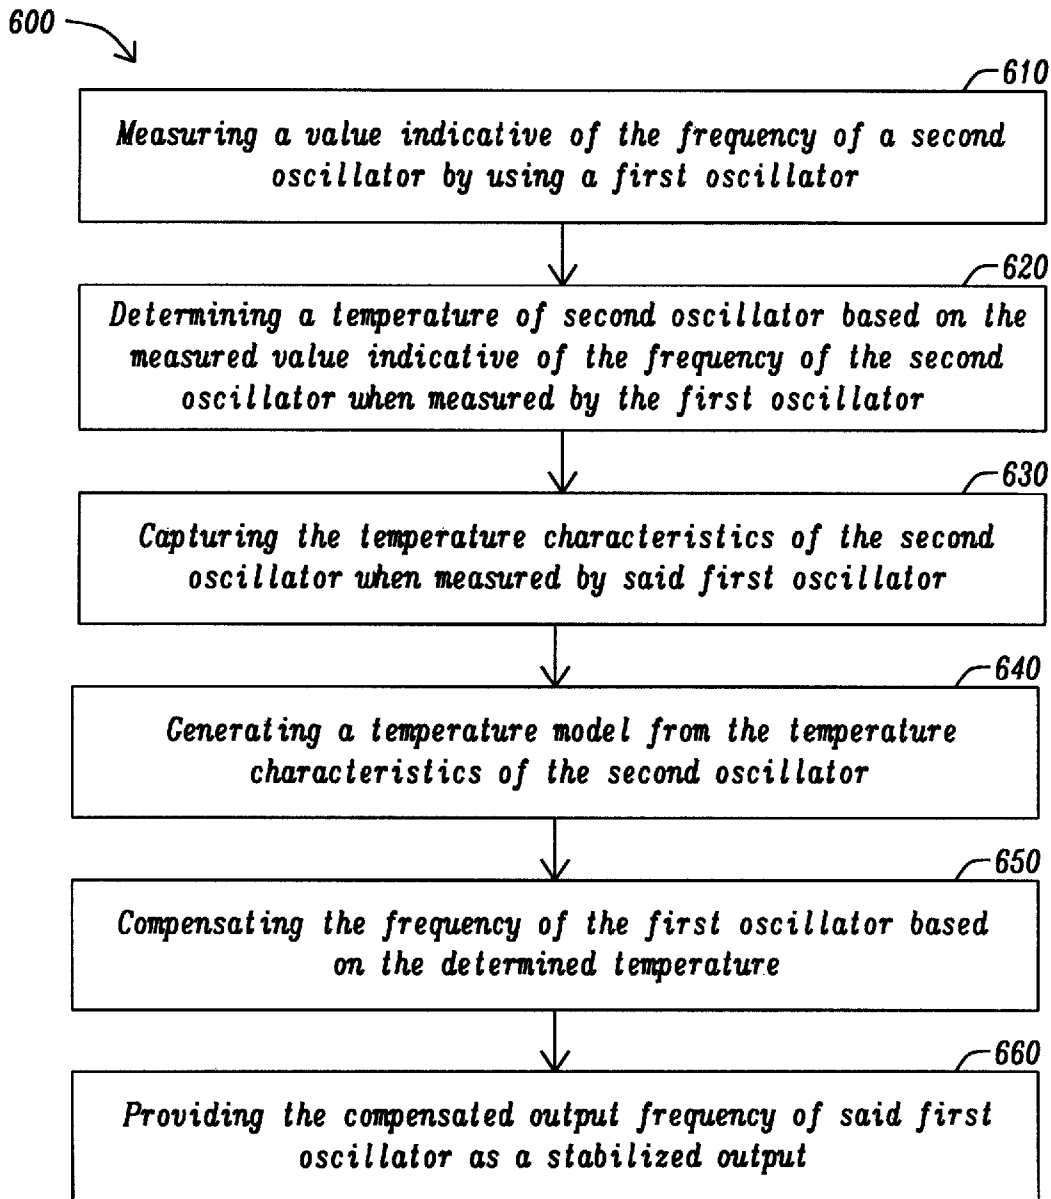 600
610
Measuring a value indicative of the frequency of a second
oscillator by using a first oscillator
620
Determining a temperature of second oscillator based on the
measured value indicative of the frequency of the second
oscillator when measured by the first oscillator
630
Capturing the temperature characteristics of the second
oscillator when measured by said first oscillator
640
Generating a temperature model from the temperature
characteristics of the second oscillator
650
Compensating the frequency of the first oscillator based
on the determined temperature
660
Providing the compensated output frequency of said first
oscillator as a stabilized output